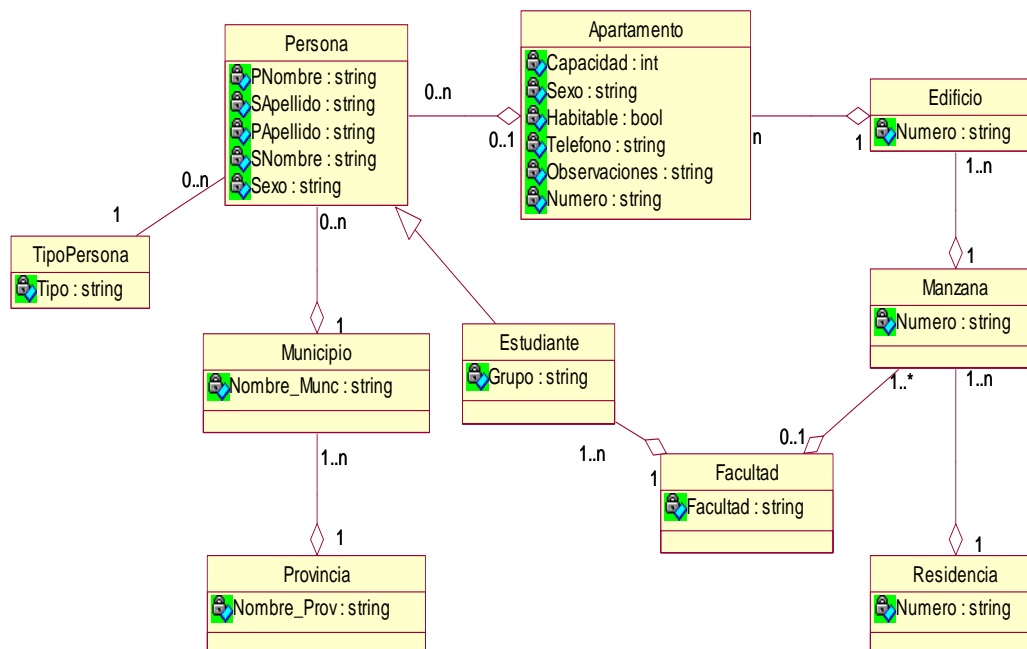 Persona
PNombre : string
SApellido : string
PApellido : string
SNombre : string
Sexo : string
0..n
0..1
Apartamento
Capacidad : int
Sexo : string
Habitable : bool
Telefono : string
Observaciones : string
Numero : string
n
1
Edificio
Numero : string
1..n
1
0..n
1
TipoPersona
Tipo : string
0..n
1
Municipio
Nombre_Munc : string
1..n
1
Provincia
Nombre_Prov : string
Estudiante
Grupo : string
1..n
1
Facultad
Facultad : string
0..1
1..*
Manzana
Numero : string
1..n
1
Residencia
Numero : string